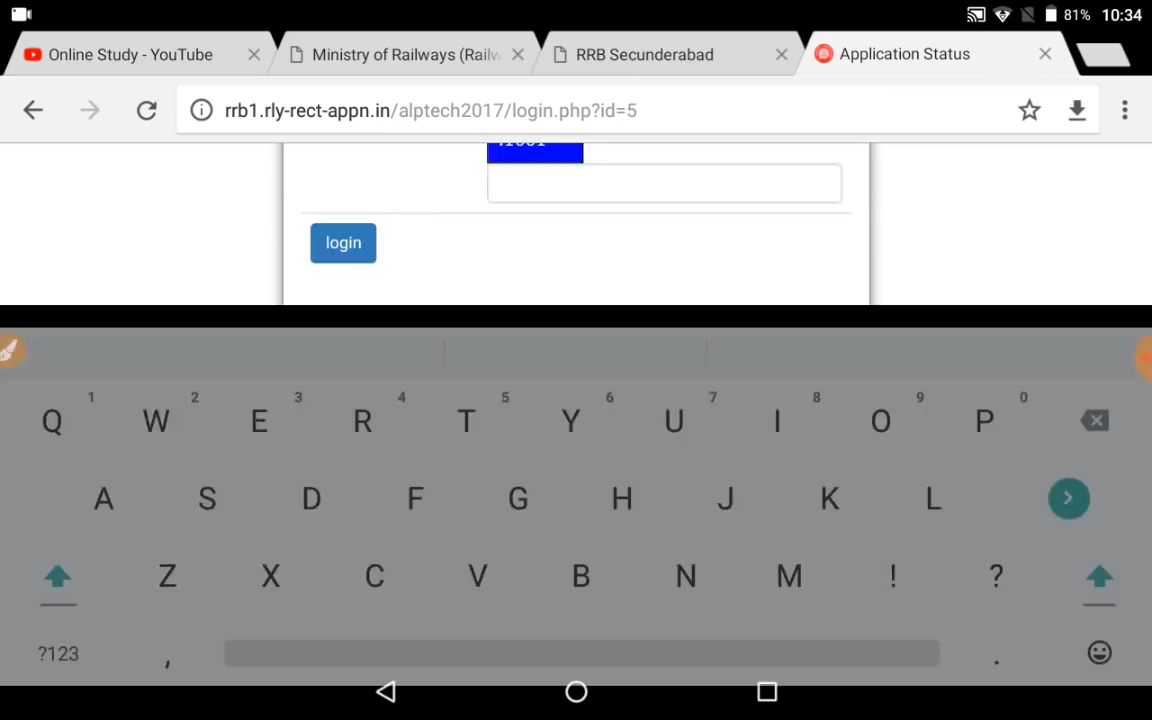 81% 10:34
Online Study - YouTube Ministry of Railways (Railw RRB Secunderabad Application Status
rrb1.rly-rect-appn.in/alptech2017/login.php?id=5
login
1 2 3 4 5 6 7 8 9 0
Q W E R T Y U I O P
A S D F G H J K L
Z X C V B N M ! ?
?123 , .